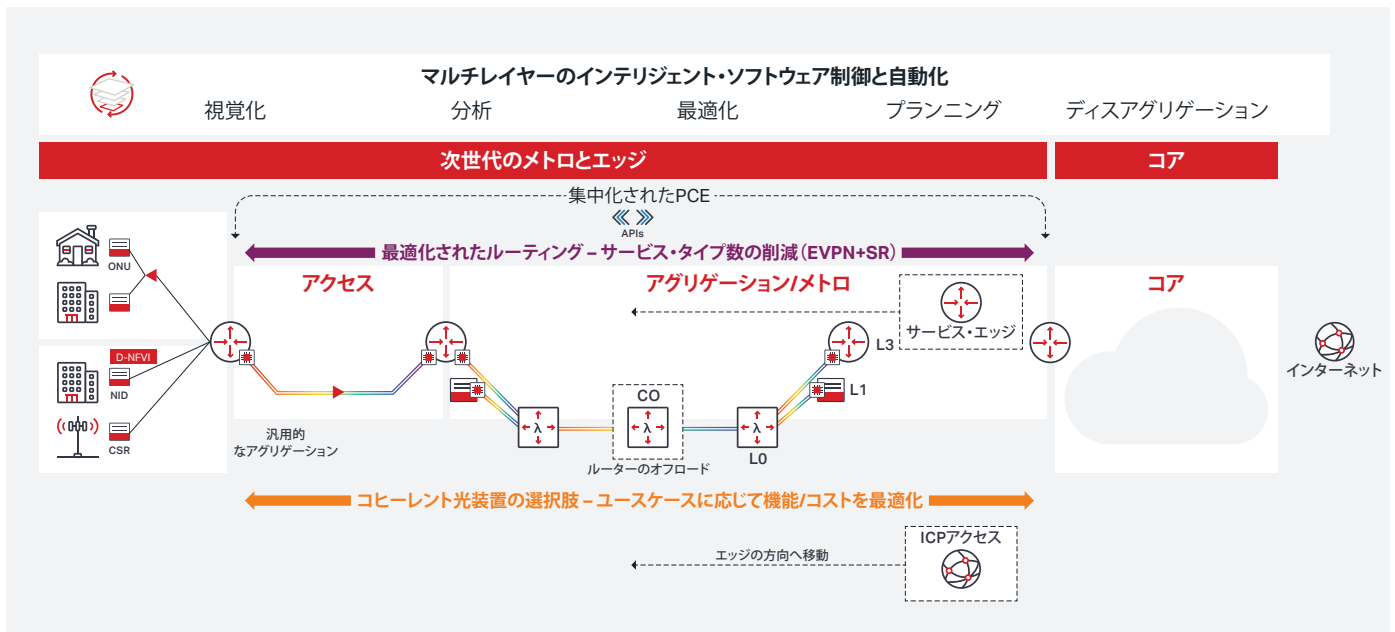 マルチレイヤーのインテリジェント・ソフトウェア制御と自動化
視覚化 分析 最適化 プランニング ディスアグリゲーション
次世代のメトロとエッジ コア
集中化されたPCE
APIs
最適化されたルーティング – サービス・タイプ数の削減（EVPN+SR）
アクセス アグリゲーション/メトロ コア
ONU
サービス・エッジ
L3
D-NFVI
NID
インターネット
CO
L1
λ λ λ
CSR
汎用的
なアグリゲーション
ルーターのオフロード
L0
コヒーレント光装置の選択肢 – ユースケースに応じて機能/コストを最適化
ICPアクセス
エッジの方向へ移動